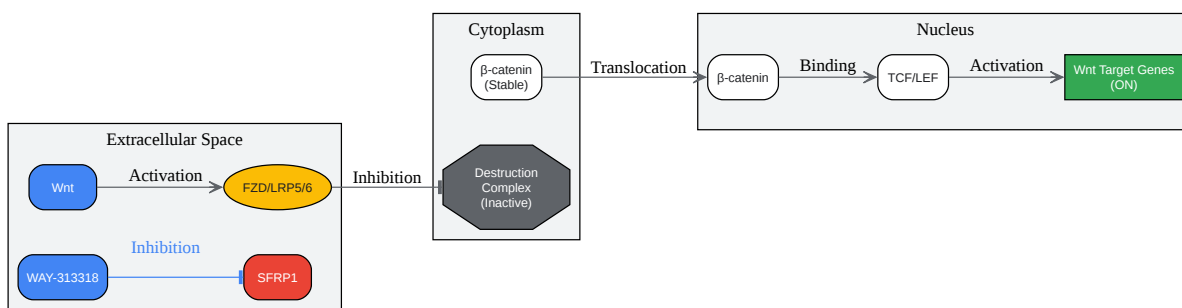 Cytoplasm
Nucleus
β-catenin
(Stable)
Translocation
β-catenin
Binding
TCF/LEF
Activation
Wnt Target Genes
(ON)
Extracellular Space
Wnt
Activation
FZD/LRP5/6
Inhibition
Destruction
Complex
(Inactive)
Inhibition
WAY-313318
SFRP1